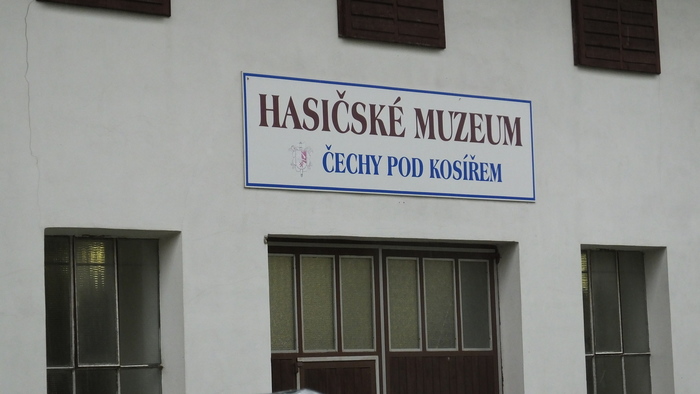 HASIČSKÉ MUZEUM
ČECHY POD KOSÍŘEM